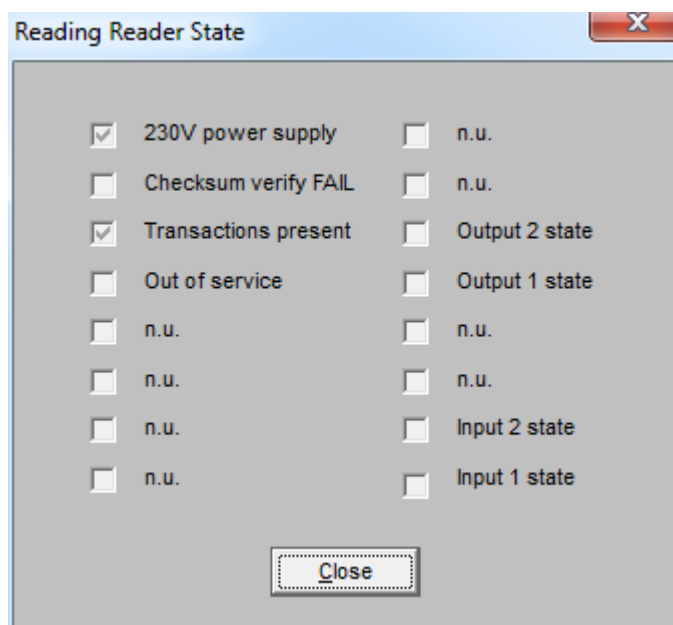 Reading Reader State
230V power supply
Checksum verify FAIL
Transactions present
Out of service
n.u.
n.u.
n.u.
n.u.
n.u.
n.u.
Output 2 state
Output 1 state
n.u.
n.u.
Input 2 state
Input 1 state
Close